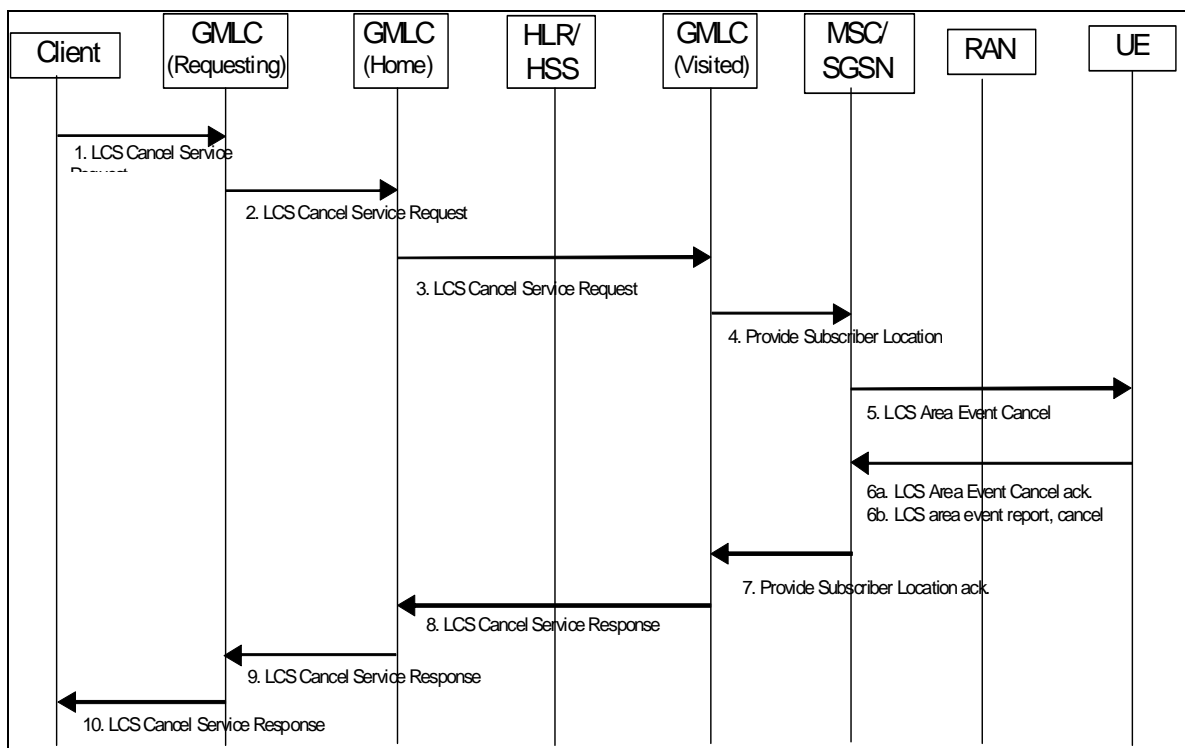 Client
GMLC
(Requesting)
GMLC
(Home)
HLR/
HSS
GMLC
(Visited)
MSC/
SGSN
RAN
UE
1. LCS Cancel Service
2. LCS Cancel Service Request
3. LCS Cancel Service Request
4. Provide Subscriber Location
5. LCS Area Event Cancel
6a. LCS Area Event Cancel ack.
6b. LCS area event report, cancel
7. Provide Subscriber Location ack.
8. LCS Cancel Service Response
9. LCS Cancel Service Response
10. LCS Cancel Service Response